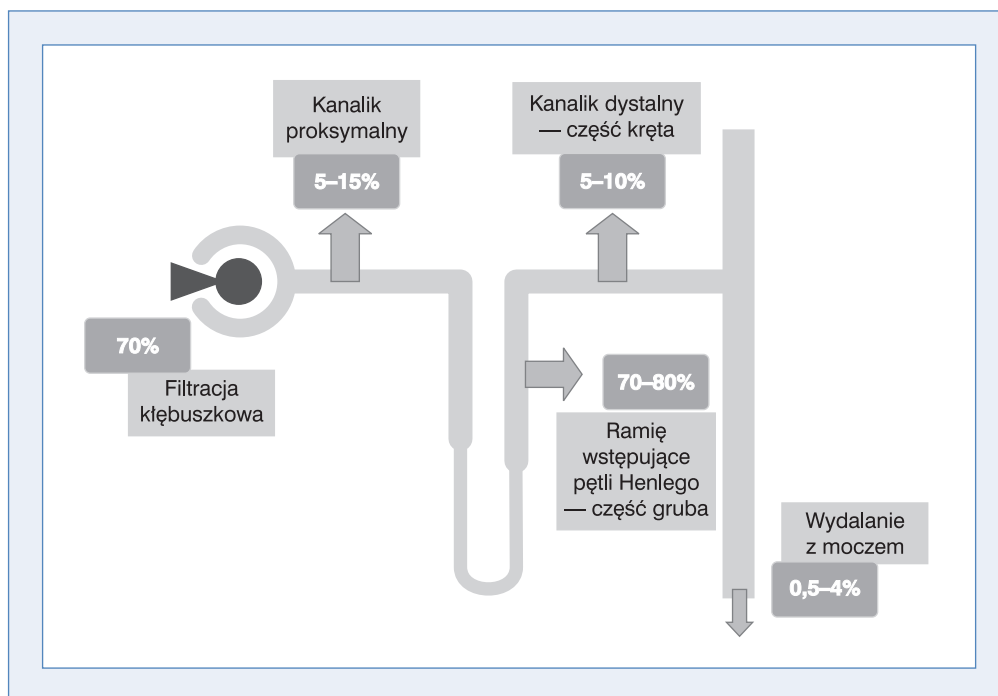 Kanalik
proksymalny
5–15%
Kanalik dystalny
— część kręta
5–10%
70%
Filtracja
kłębuszkowa
70–80%
Ramię
wstępujące
pętli Henlego
— część gruba
Wydalanie
z moczem
0,5–4%